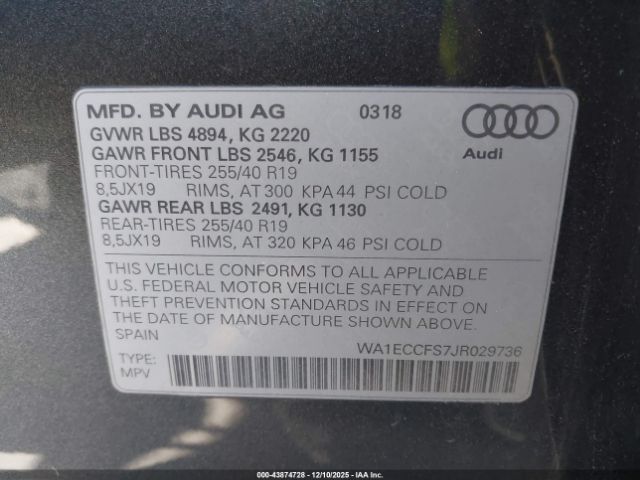 MFD. BY AUDI AG 0318
GVWR LBS 4894, KG 2220
GAWR FRONT LBS 2546, KG 1155
FRONT-TIRES 255/40 R19
8,5JX19 RIMS, AT 300 KPA 44 PSI COLD
GAWR REAR LBS 2491, KG 1130
REAR-TIRES 255/40 R19
8,5JX19 RIMS, AT 320 KPA 46 PSI COLD
Audi
THIS VEHICLE CONFORMS TO ALL APPLICABLE
U.S. FEDERAL MOTOR VEHICLE SAFETY AND
THEFT PREVENTION STANDARDS IN EFFECT ON
THE DATE OF MANUFACTURE SHOWN ABOVE.
SPAIN
WA1ECCFS7JR029736
TYPE:
MPV
000-43874728 - 12/10/2025 - IAAI.CA